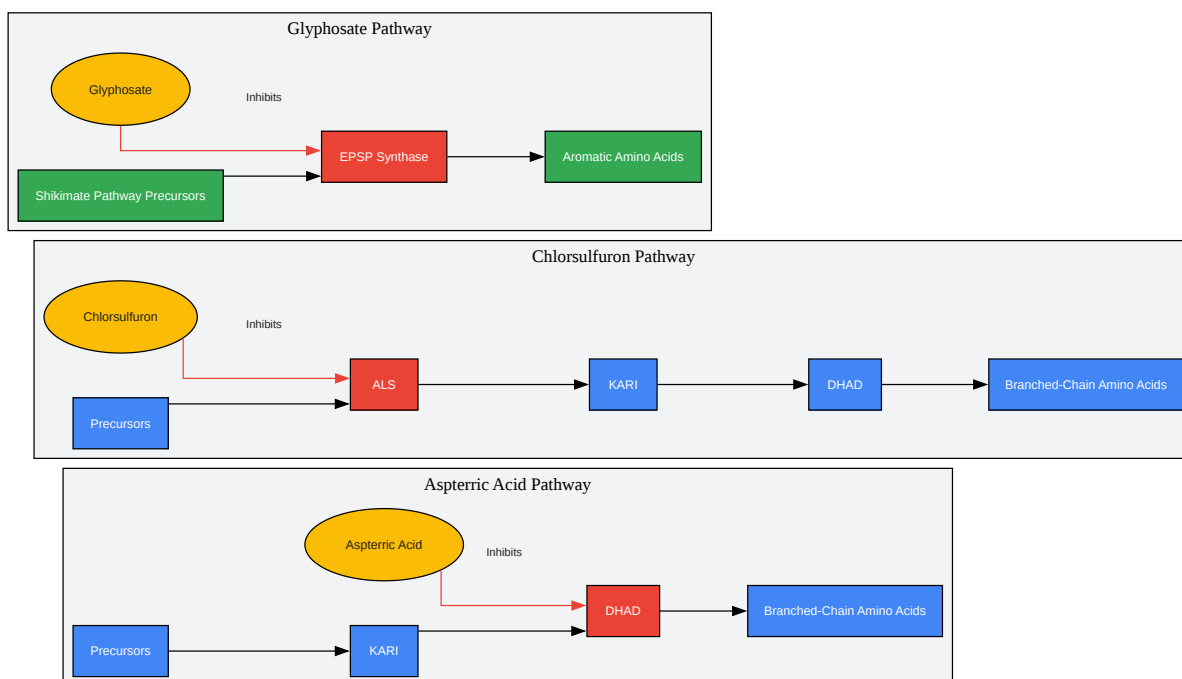 Glyphosate Pathway
Glyphosate
Inhibits
EPSP Synthase
Aromatic Amino Acids
Shikimate Pathway Precursors
Chlorsulfuron Pathway
Chlorsulfuron
Inhibits
ALS
KARI
DHAD
Branched-Chain Amino Acids
Precursors
Aspterric Acid Pathway
Aspterric Acid
Inhibits
DHAD
Branched-Chain Amino Acids
Precursors
KARI